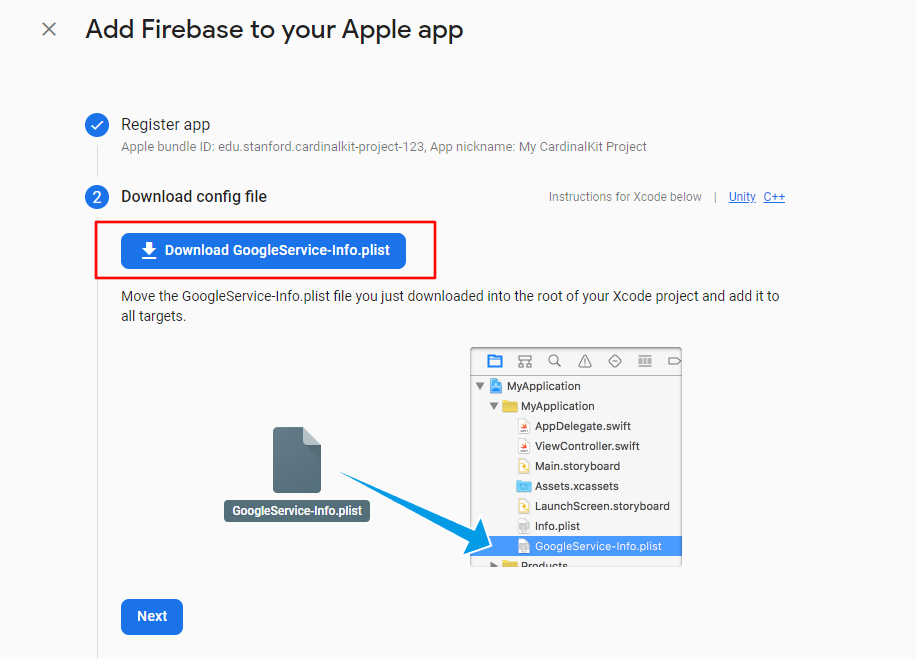 Add Firebase to your Apple app
Register app
Apple bundle ID: edu.stanford.cardinalkit-project-123, App nickname: My CardinalKit Project
2
Download config file
Instructions for Xcode below | Unity C++
Download GoogleService-Info.plist
Move the GoogleService-Info.plist file you just downloaded into the root of your Xcode project and add it to
all targets.
MyApplication
MyApplication
AppDelegate.swift
ViewController.swift
Main.storyboard
Assets.xcassets
LaunchScreen.storyboard
Info.plist
GoogleService-Info.plist
Products
GoogleService-Info.plist
Next